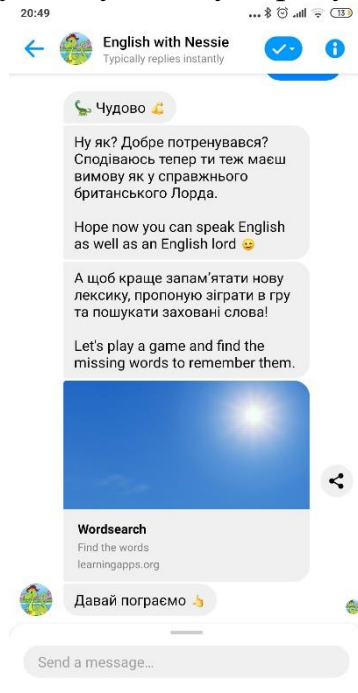 20:49
13
English with Nessie
Typically replies instantly
🦕 Чудово 💪
Ну як? Добре потренувався?
Сподіваюсь тепер ти теж маєш
вимову як у справжнього
британського Лорда.
Hope now you can speak English
as well as an English lord 😉
А щоб краще запам'ятати нову
лексику, пропоную зіграти в гру
та пошукати заховані слова!
Let's play a game and find the
missing words to remember them.
Wordsearch
Find the words
learningapps.org
Давай пограємо 👆
Send a message...